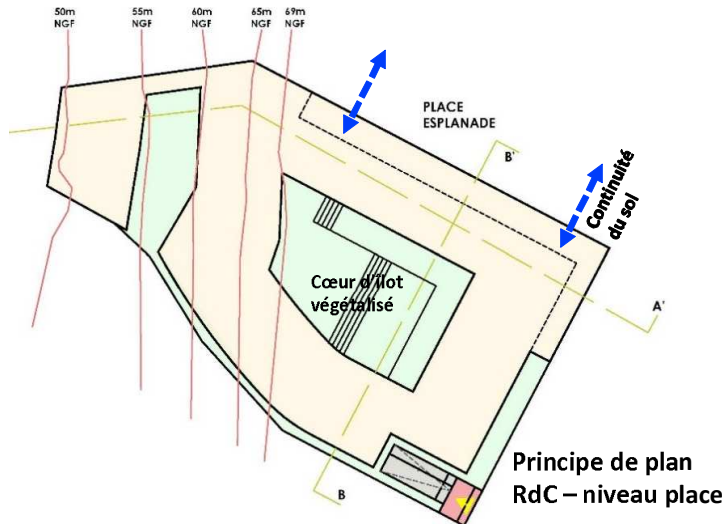 50m
NGF
55m
NGF
60m
NGF
65m
NGF
69m
NGF
PLACE
ESPLANADE
B'
Continuité
du sol
Cœur d'îlot
végétalisé
A'
B
Principe de plan
RdC – niveau place